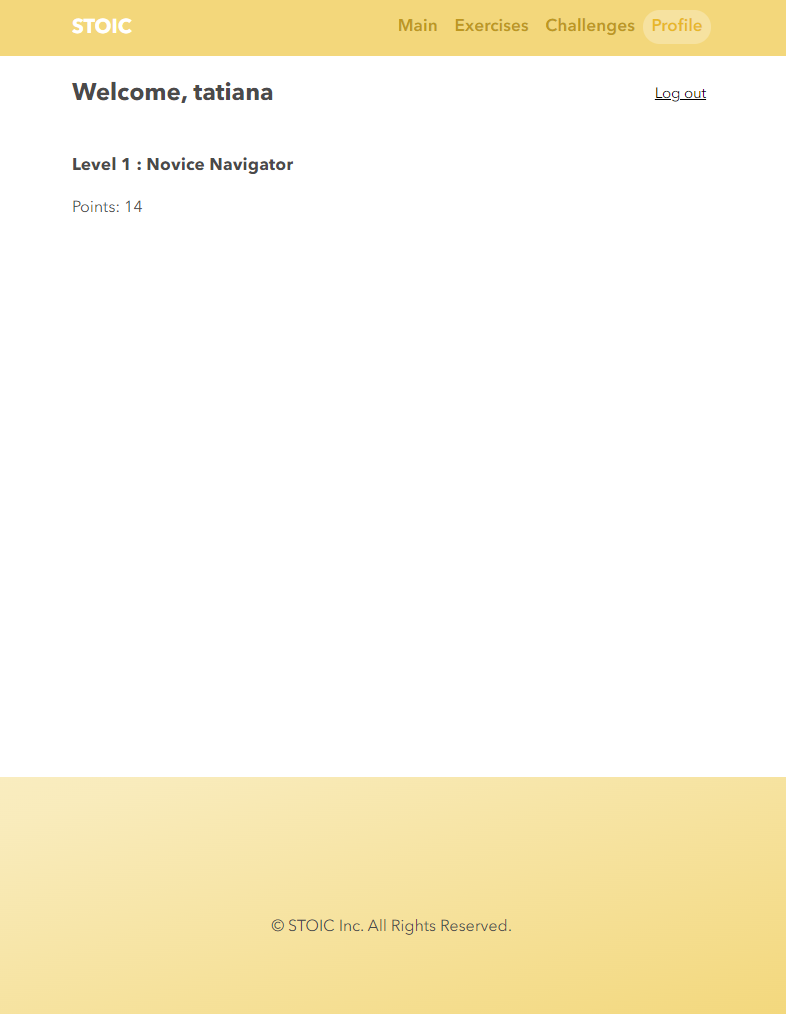 STOIC Main Exercises Challenges Profile
Welcome, tatiana Log out
Level 1 : Novice Navigator
Points: 14
© STOIC Inc. All Rights Reserved.